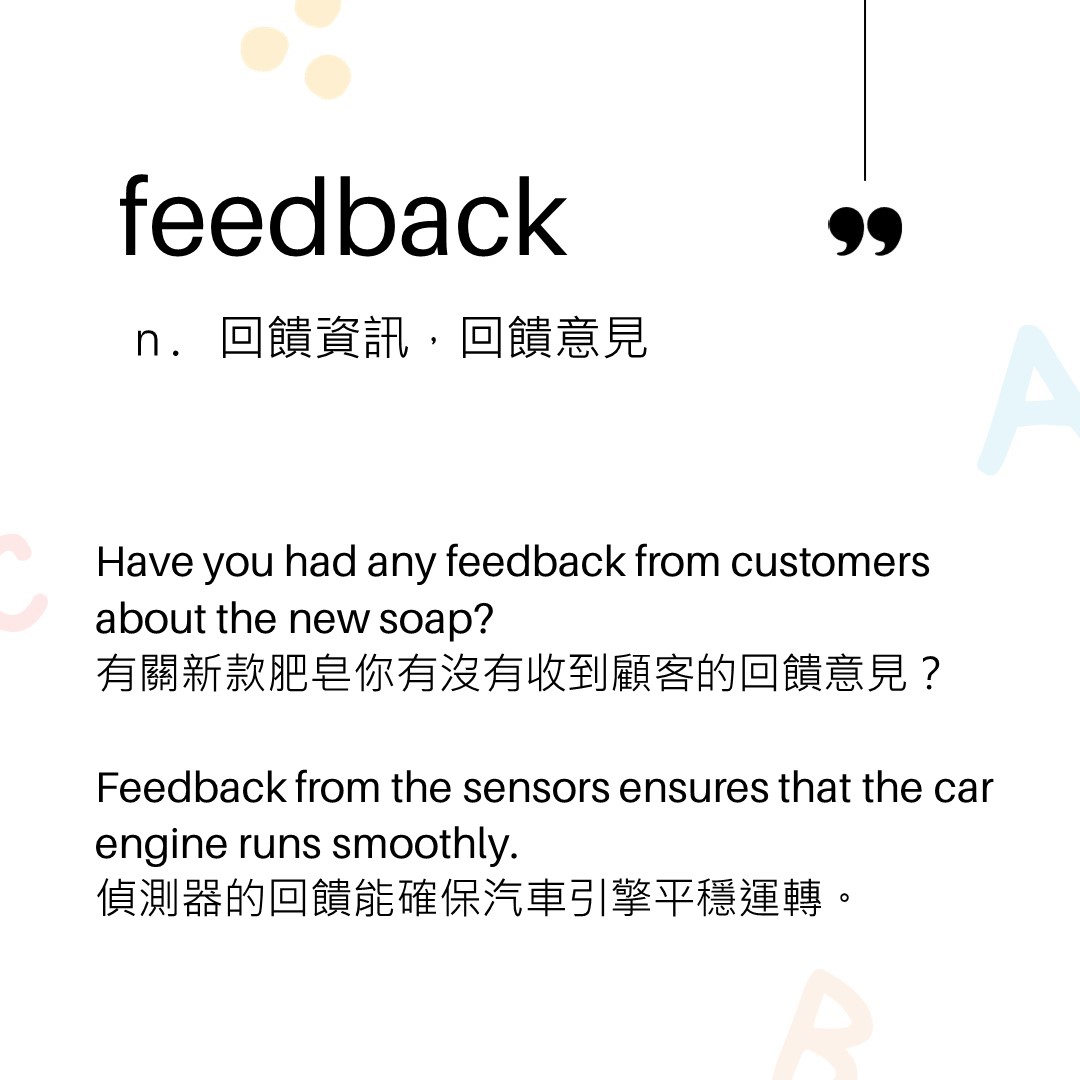 feedback
”
n. 回饋資訊，回饋意見
Have you had any feedback from customers
about the new soap?
有關新款肥皂你有沒有收到顧客的回饋意見？
Feedback from the sensors ensures that the car
engine runs smoothly.
偵測器的回饋能確保汽車引擎平穩運轉。
A
C
B